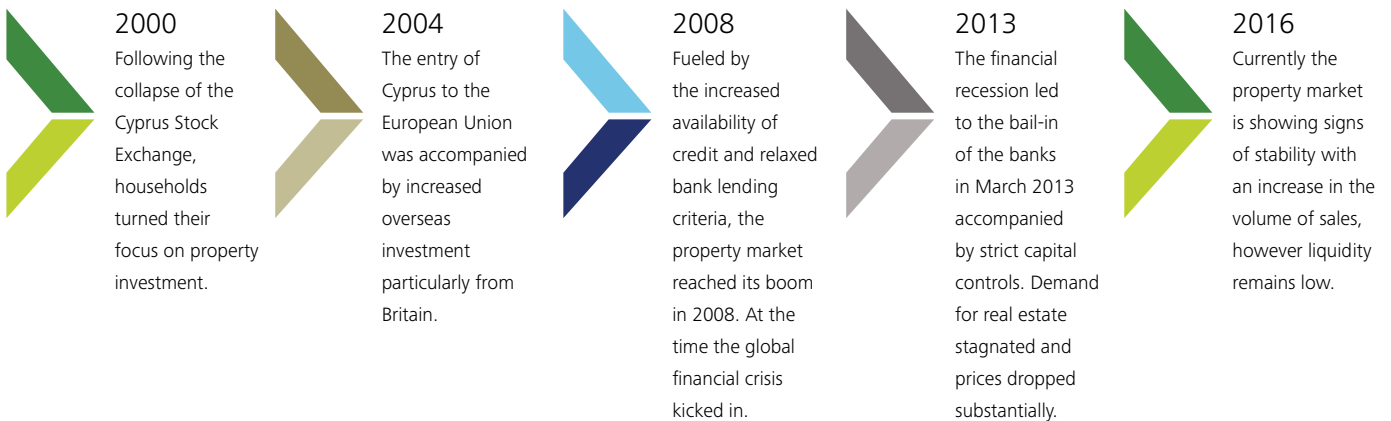 2000
Following the
collapse of the
Cyprus Stock
Exchange,
households
turned their
focus on property
investment.
2004
The entry of
Cyprus to the
European Union
was accompanied
by increased
overseas
investment
particularly from
Britain.
2008
Fueled by
the increased
availability of
credit and relaxed
bank lending
criteria, the
property market
reached its boom
in 2008. At the
time the global
financial crisis
kicked in.
2013
The financial
recession led
to the bail-in
of the banks
in March 2013
accompanied
by strict capital
controls. Demand
for real estate
stagnated and
prices dropped
substantially.
2016
Currently the
property market
is showing signs
of stability with
an increase in the
volume of sales,
however liquidity
remains low.